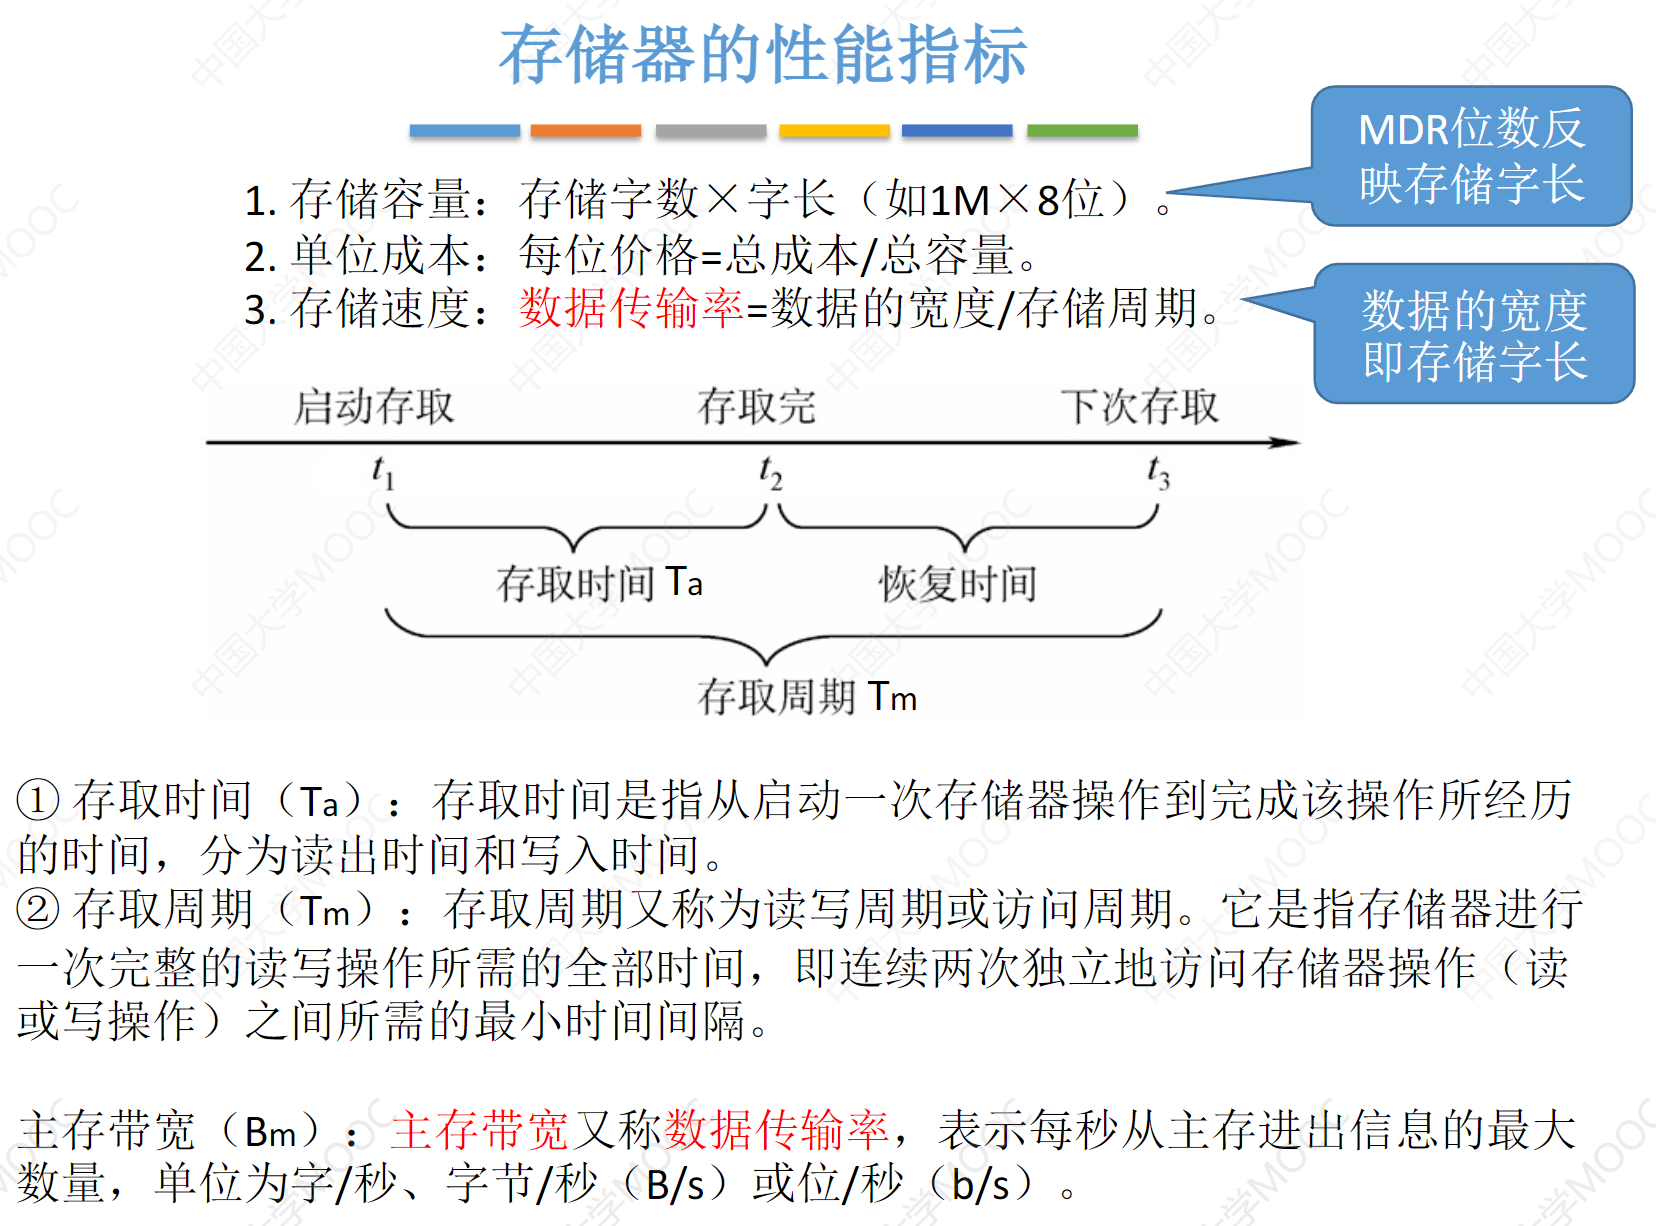 存储器的性能指标
MDR位数反
映存储字长
1. 存储容量：存储字数×字长（如1M×8位）。
2. 单位成本：每位价格=总成本/总容量。
3. 存储速度：数据传输率=数据的宽度/存储周期。
数据的宽度
即存储字长
启动存取 存取完 下次存取
t1 t2 t3
存取时间 Ta 恢复时间
存取周期 Tm
① 存取时间（Ta）：存取时间是指从启动一次存储器操作到完成该操作所经历
的时间，分为读出时间和写入时间。
② 存取周期（Tm）：存取周期又称为读写周期或访问周期。它是指存储器进行
一次完整的读写操作所需的全部时间，即连续两次独立地访问存储器操作（读
或写操作）之间所需的最小时间间隔。
主存带宽（Bm）：主存带宽又称数据传输率，表示每秒从主存进出信息的最大
数量，单位为字/秒、字节/秒（B/s）或位/秒（b/s）。
中国大学MOOC